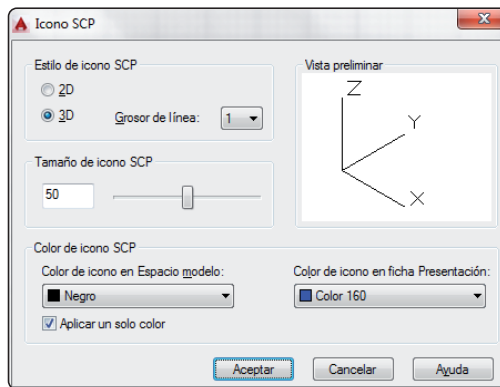 Icono SCP
Estilo de icono SCP
2D
3D
Grosor de línea: 1
Vista preliminar
Z
Y
X
Tamaño de icono SCP
50
Color de icono SCP
Color de icono en Espacio modelo:
Negro
Aplicar un solo color
Color de icono en ficha Presentación:
Color 160
Aceptar Cancelar Ayuda